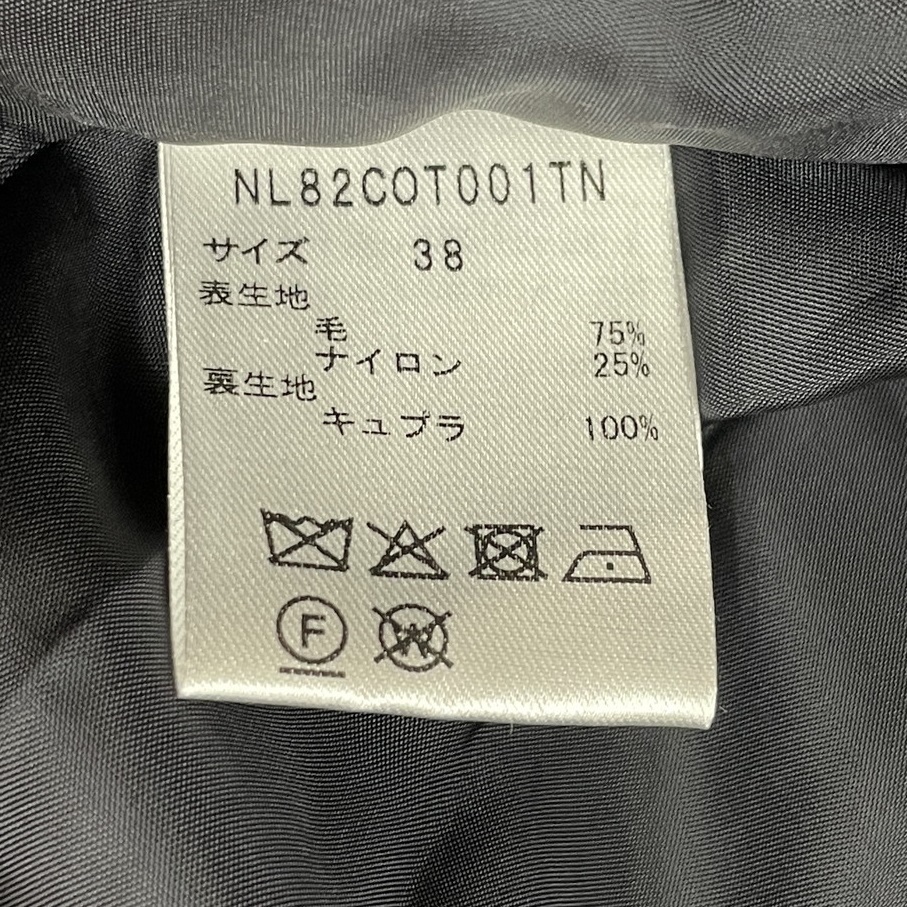 NL82COT001TN
サイズ 38
表生地
毛 75%
ナイロン 25%
裏生地
キュプラ 100%
F
W